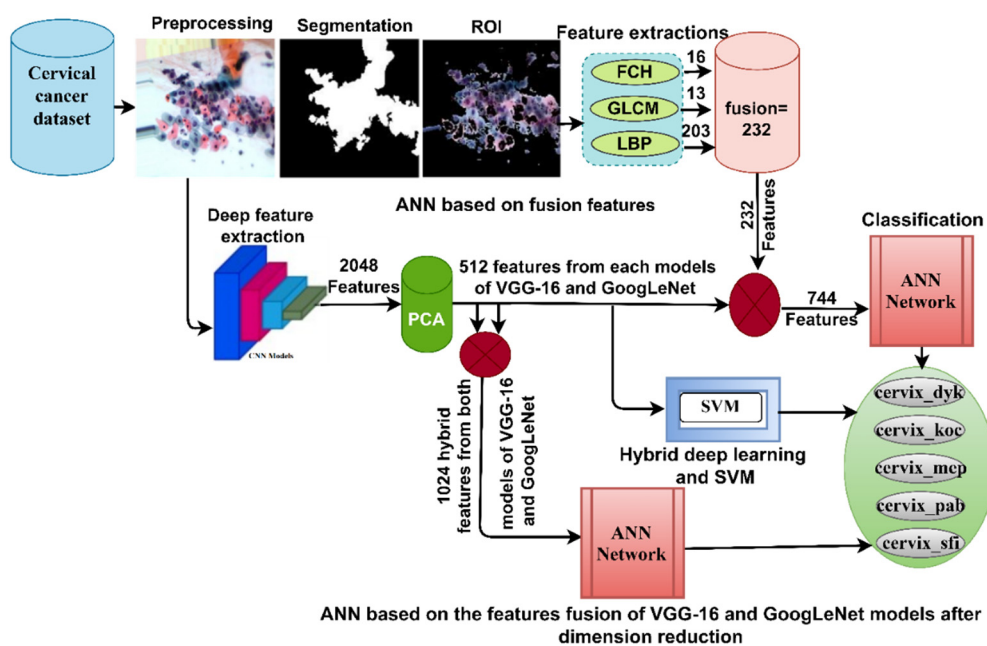 Preprocessing
Segmentation
ROI
Feature extractions
Cervical
cancer
dataset
FCH
GLCM
LBP
16
13
203
fusion=
232
ANN based on fusion features
232
Features
Deep feature
extraction
CNN Models
2048
Features
PCA
512 features from each models
of VGG-16 and GoogLeNet
744
Features
Classification
ANN
Network
1024 hybrid
features from both
models of VGG-16
and GoogLeNet
SVM
Hybrid deep learning
and SVM
ANN
Network
cervix_dyk
cervix_koc
cervix_mep
cervix_pab
cervix_sfi
ANN based on the features fusion of VGG-16 and GoogLeNet models after
dimension reduction